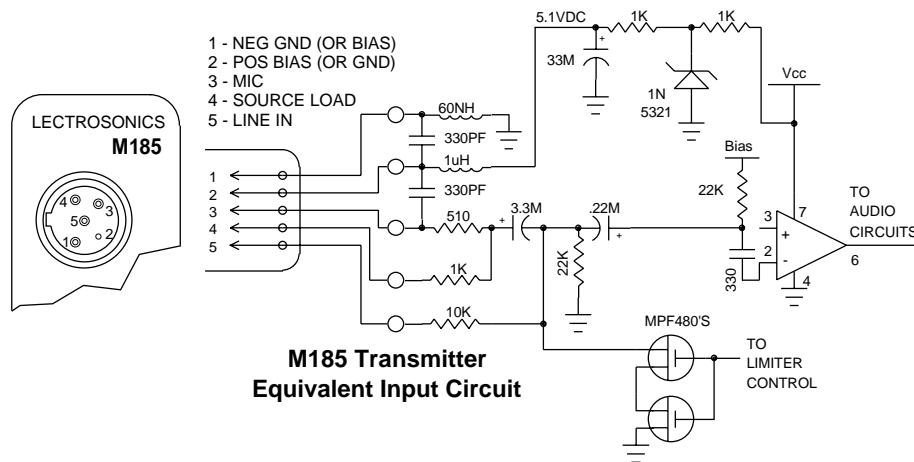 1 - NEG GND (OR BIAS)
2 - POS BIAS (OR GND)
3 - MIC
4 - SOURCE LOAD
5 - LINE IN
LECTROSONICS
M185
4
3
5
1
2
1
2
3
4
5
60NH
330PF
1uH
330PF
510
1K
10K
3.3M
22K
.22M
5.1VDC
33M
1K
1K
1N
5321
Vcc
Bias
22K
330
3
+
2
-
7
4
6
TO
AUDIO
CIRCUITS
+
+
+
MPF480'S
TO
LIMITER
CONTROL
M185 Transmitter
Equivalent Input Circuit